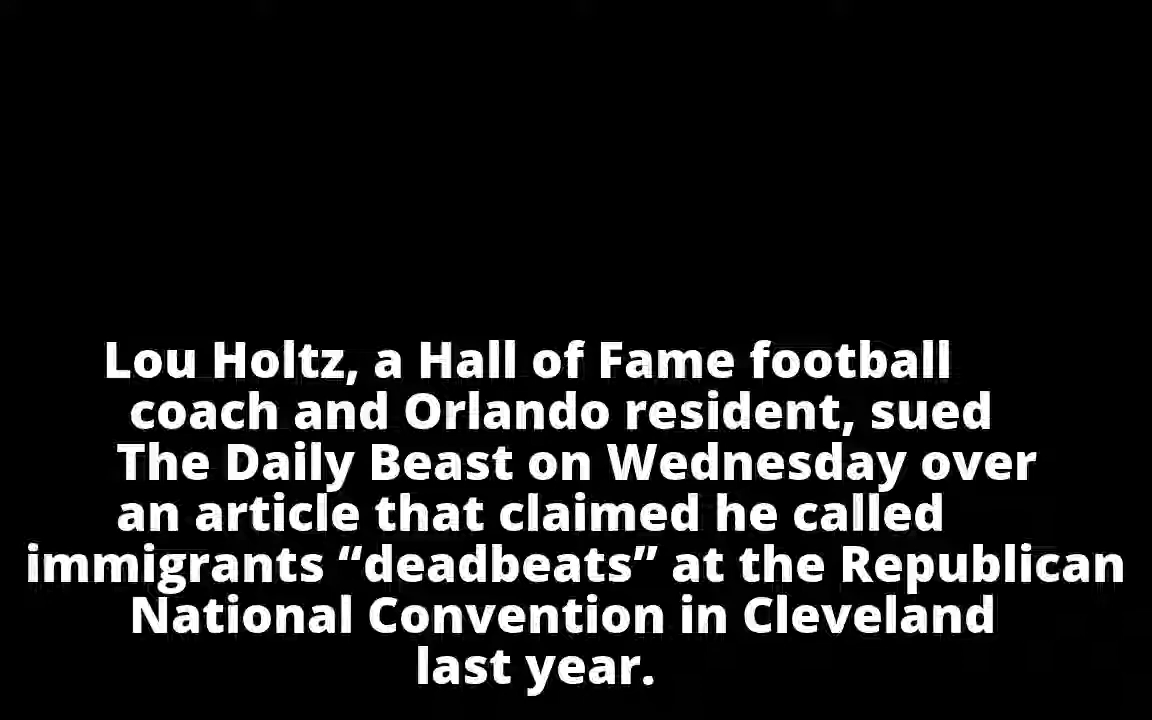 Lou Holtz, a Hall of Fame football
coach and Orlando resident, sued
The Daily Beast on Wednesday over
an article that claimed he called
immigrants “deadbeats” at the Republican
National Convention in Cleveland
last year.